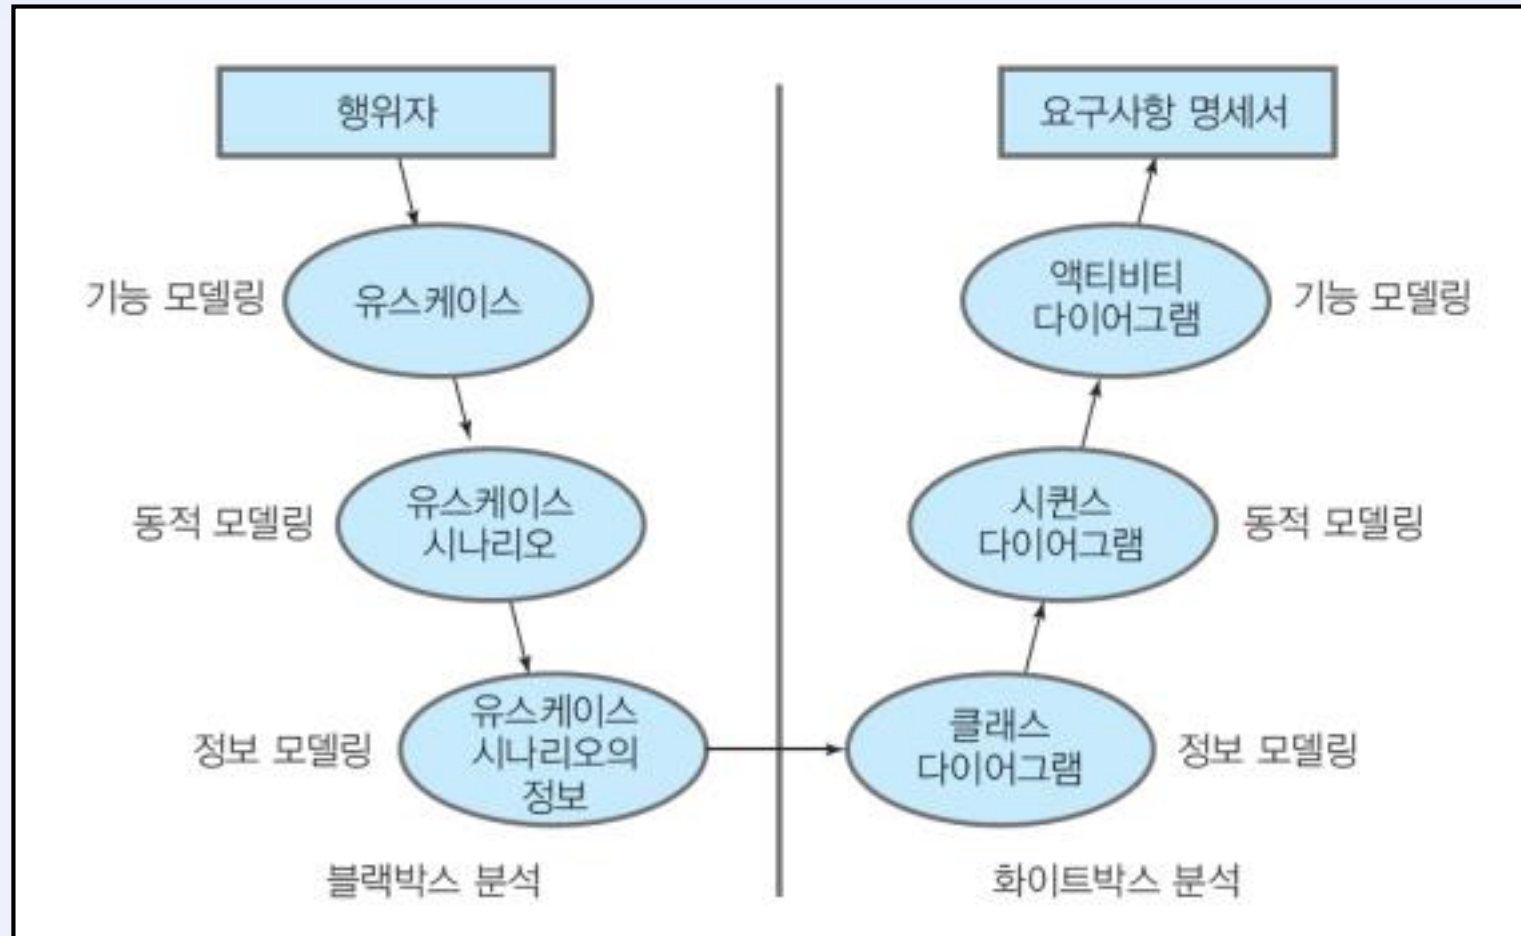 행위자
기능 모델링
유스케이스
동적 모델링
유스케이스
시나리오
정보 모델링
유스케이스
시나리오의
정보
블랙박스 분석
요구사항 명세서
액티비티
다이어그램
기능 모델링
시퀀스
다이어그램
동적 모델링
클래스
다이어그램
정보 모델링
화이트박스 분석